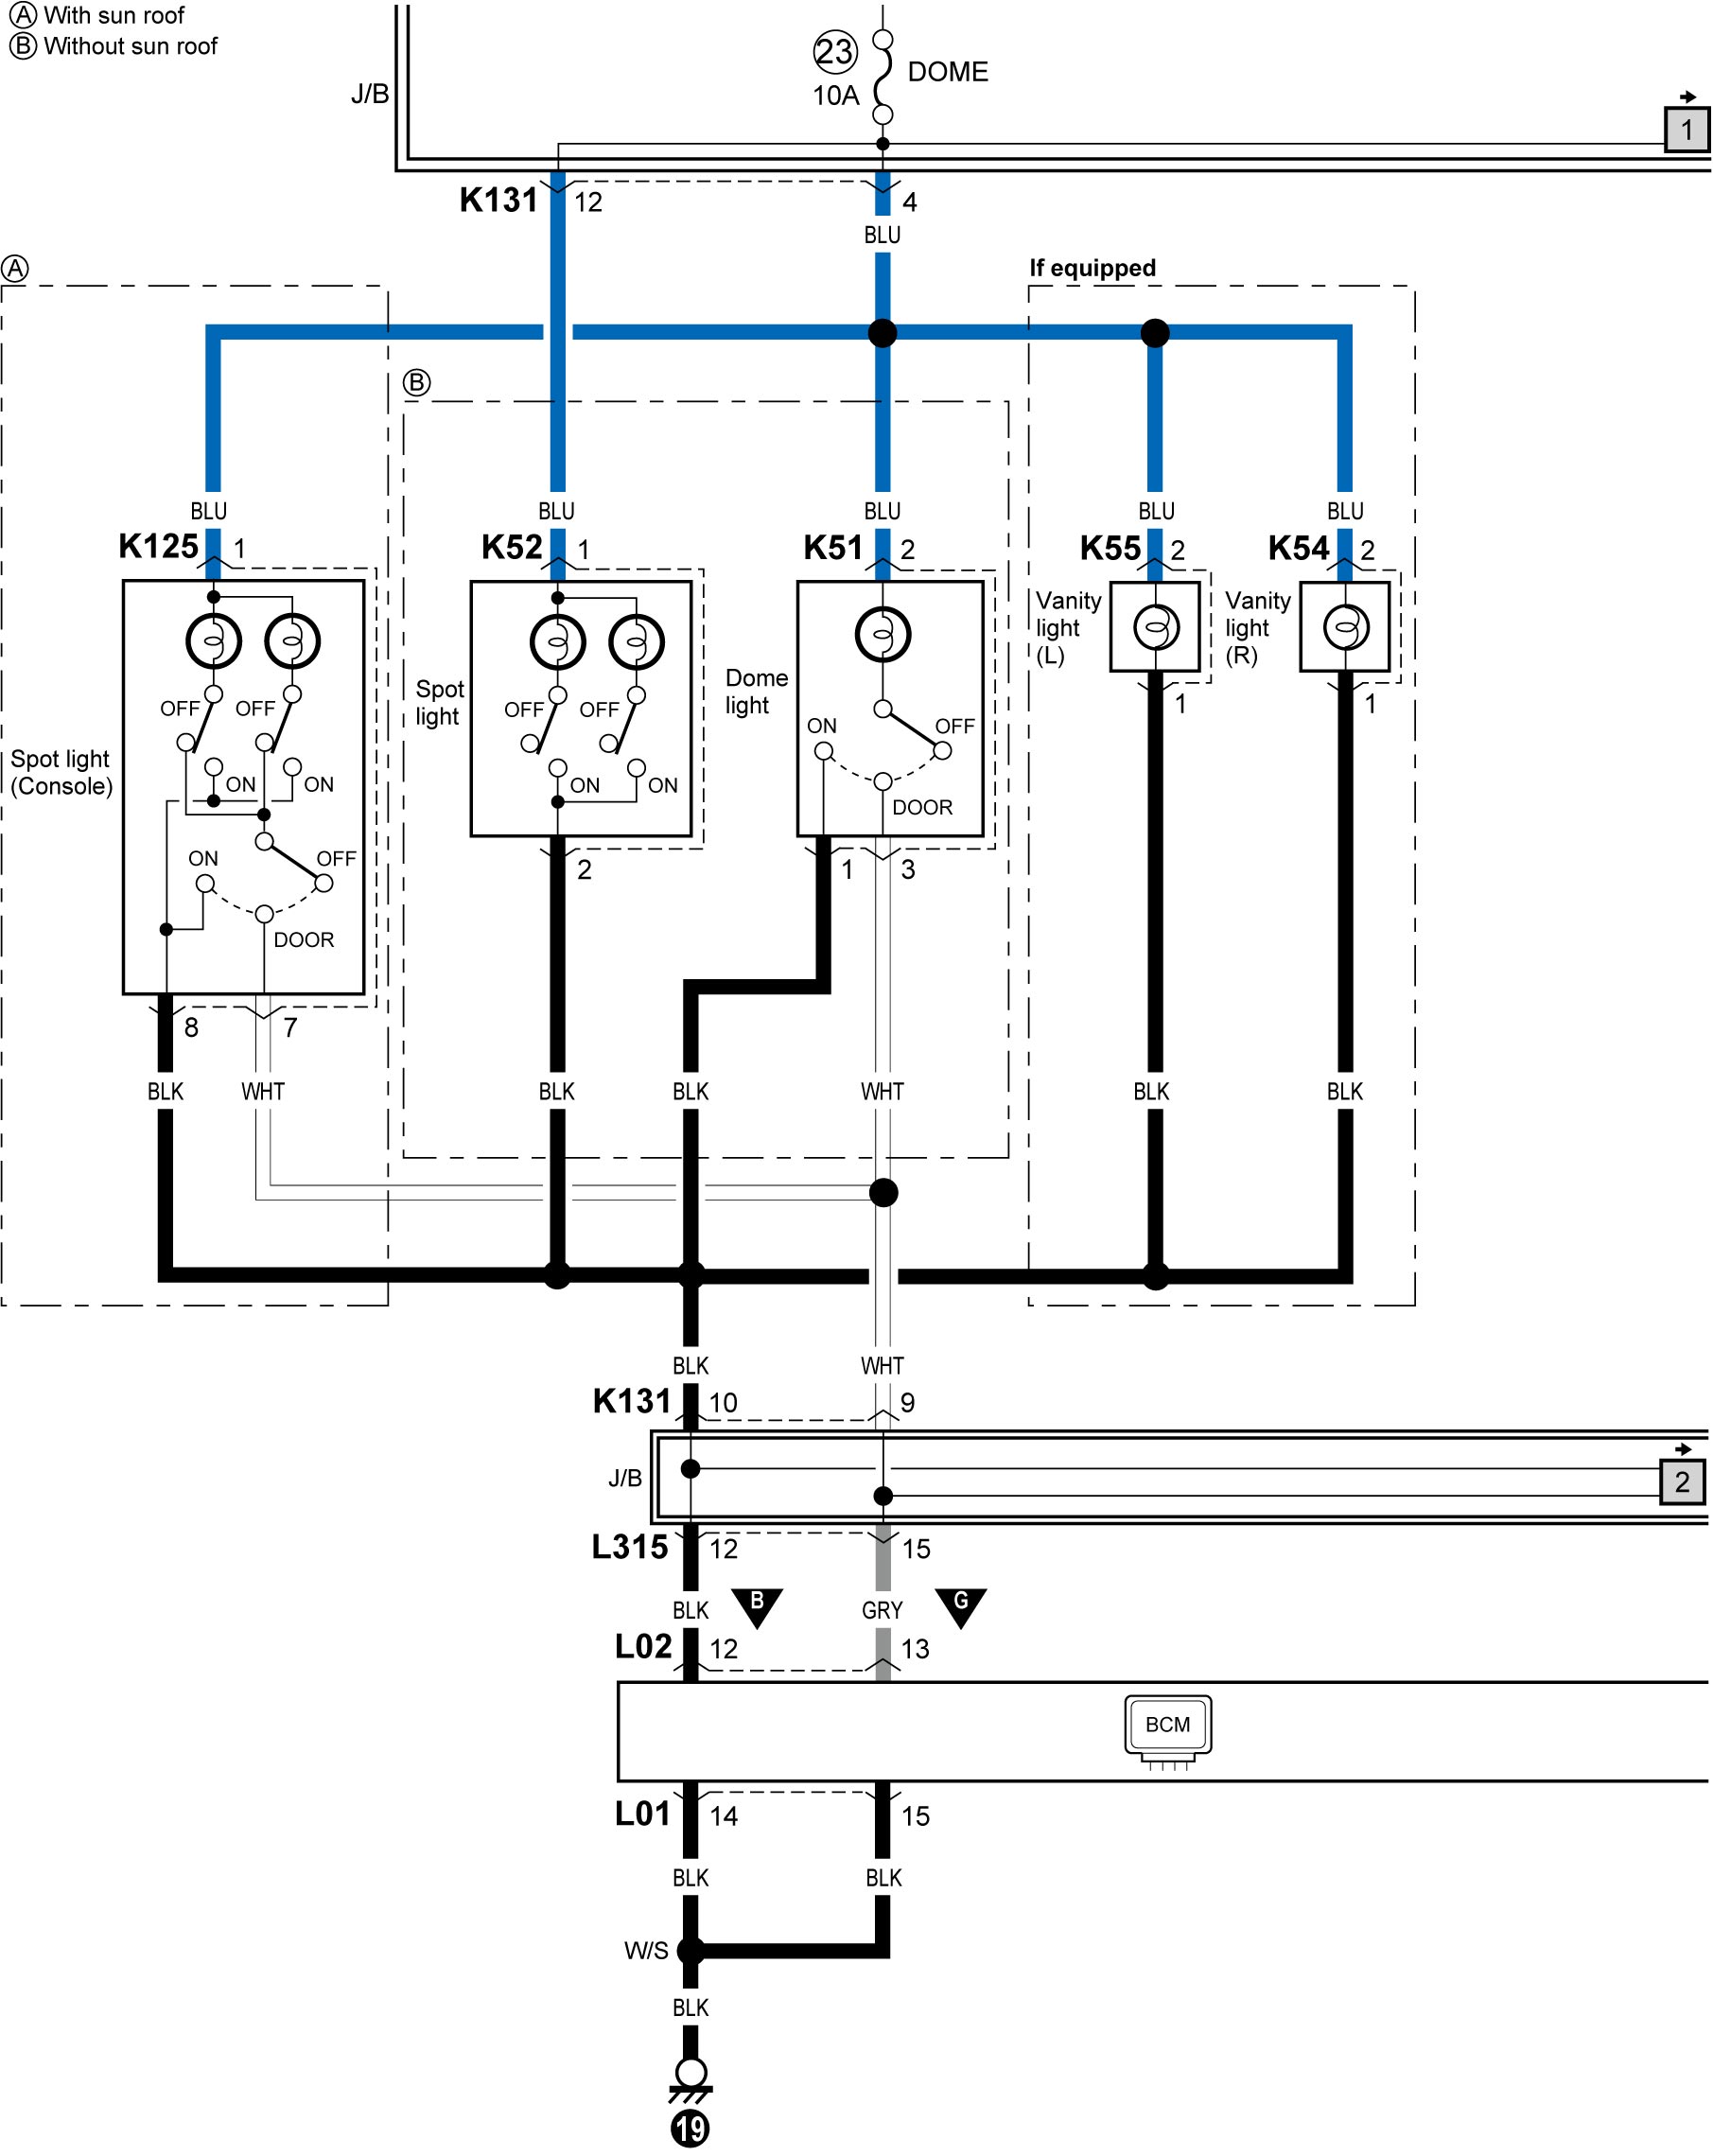 Ⓐ With sun roof
Ⓑ Without sun roof
23
10A
DOME
J/B
1
K131 12 4
BLU
Ⓐ
If equipped
Ⓑ
BLU BLU BLU BLU BLU
K125 1 K52 1 K51 2 K55 2 K54 2
Vanity
light
(L)
Vanity
light
(R)
1 1
Spot light
(Console)
OFF OFF
ON ON
ON OFF
DOOR
Spot
light
OFF OFF
ON ON
Dome
light
ON OFF
DOOR
2 1 3
8 7
BLK WHT BLK BLK WHT BLK BLK
BLK WHT
K131 10 9
J/B
2
L315 12 15
BLK B GRY G
L02 12 13
BCM
L01 14 15
BLK BLK
W/S
BLK
19